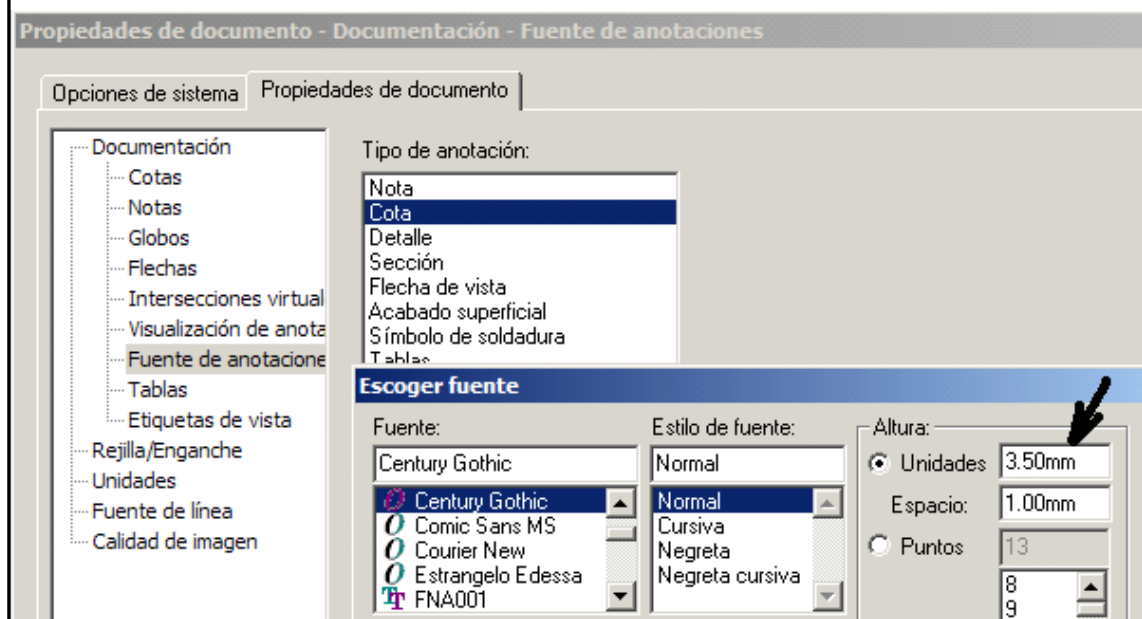 Propiedades de documento - Documentación - Fuente de anotaciones
Opciones de sistema
Propiedades de documento
Documentación
Cotas
Notas
Globos
Flechas
Intersecciones virtual
Visualización de anota
Fuente de anotacione
Tablas
Etiquetas de vista
Rejilla/Enganche
Unidades
Fuente de línea
Calidad de imagen
Tipo de anotación:
Nota
Cota
Detalle
Sección
Flecha de vista
Acabado superficial
Símbolo de soldadura
Tablas
Escoger fuente
Fuente:
Century Gothic
Century Gothic
Comic Sans MS
Courier New
Estrangelo Edessa
FNA001
Estilo de fuente:
Normal
Normal
Cursiva
Negreta
Negreta cursiva
Altura:
Unidades 3.50mm
Espacio: 1.00mm
Puntos 13
8
9